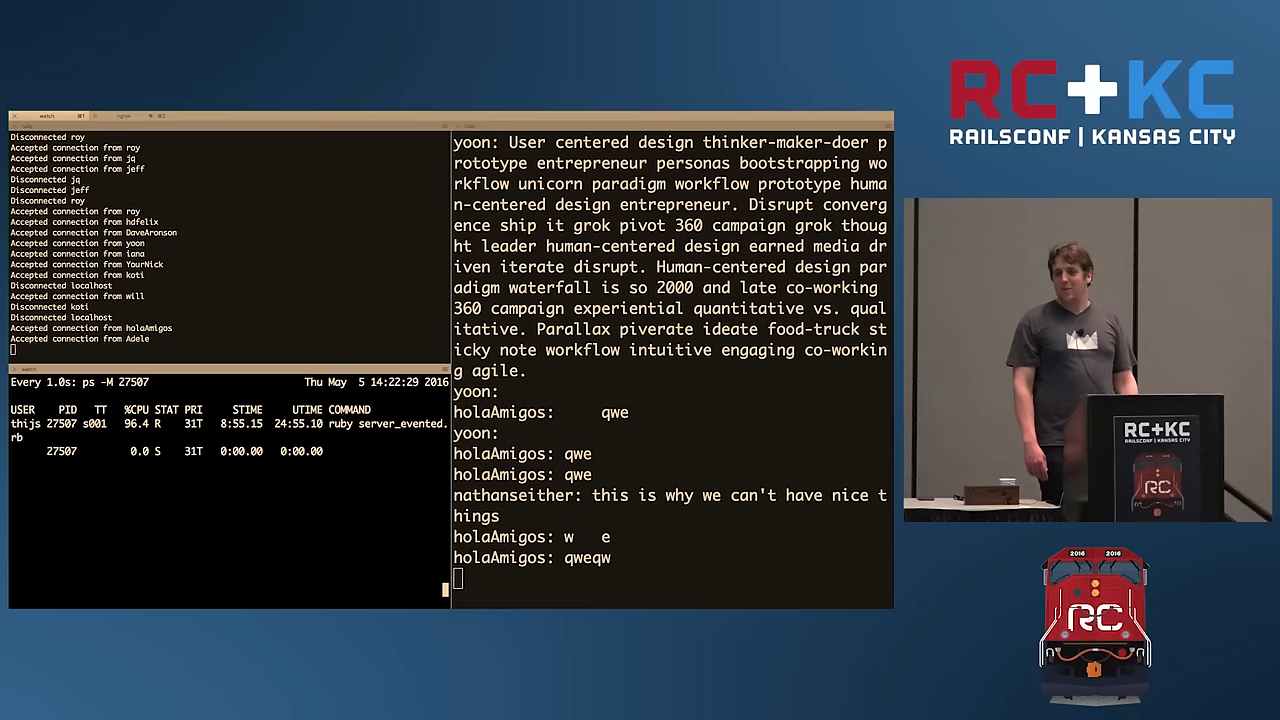 RC+KC
RAILSCONF | KANSAS CITY
watch ⌘1 ngrok ⌘2
Disconnected roy
Accepted connection from roy
Accepted connection from jq
Accepted connection from jeff
Disconnected jq
Disconnected jeff
Disconnected roy
Accepted connection from roy
Accepted connection from hdfelix
Accepted connection from DaveAronson
Accepted connection from yoon
Accepted connection from iana
Accepted connection from YourNick
Accepted connection from koti
Disconnected localhost
Accepted connection from will
Disconnected koti
Disconnected localhost
Accepted connection from holaAmigos
Accepted connection from Adele
watch
Every 1.0s: ps -M 27507 Thu May 5 14:22:29 2016
USER PID TT %CPU STAT PRI STIME UTIME COMMAND
thijs 27507 s001 96.4 R 31T 8:55.15 24:55.10 ruby server_evented.
rb
27507 0.0 S 31T 0:00.00 0:00.00
yoon: User centered design thinker-maker-doer p
rototype entrepreneur personas bootstrapping wo
rkflow unicorn paradigm workflow prototype huma
n-centered design entrepreneur. Disrupt converg
ence ship it grok pivot 360 campaign grok thoug
ht leader human-centered design earned media dr
iven iterate disrupt. Human-centered design par
adigm waterfall is so 2000 and late co-working
360 campaign experiential quantitative vs. qual
itative. Parallax piverate ideate food-truck st
icky note workflow intuitive engaging co-workin
g agile.
yoon:
holaAmigos: qwe
yoon:
holaAmigos: qwe
holaAmigos: qwe
nathanseither: this is why we can't have nice t
hings
holaAmigos: w e
holaAmigos: qweqw
RC+KC
RAILSCONF | KANSAS CITY
RC
2016 2016
RC